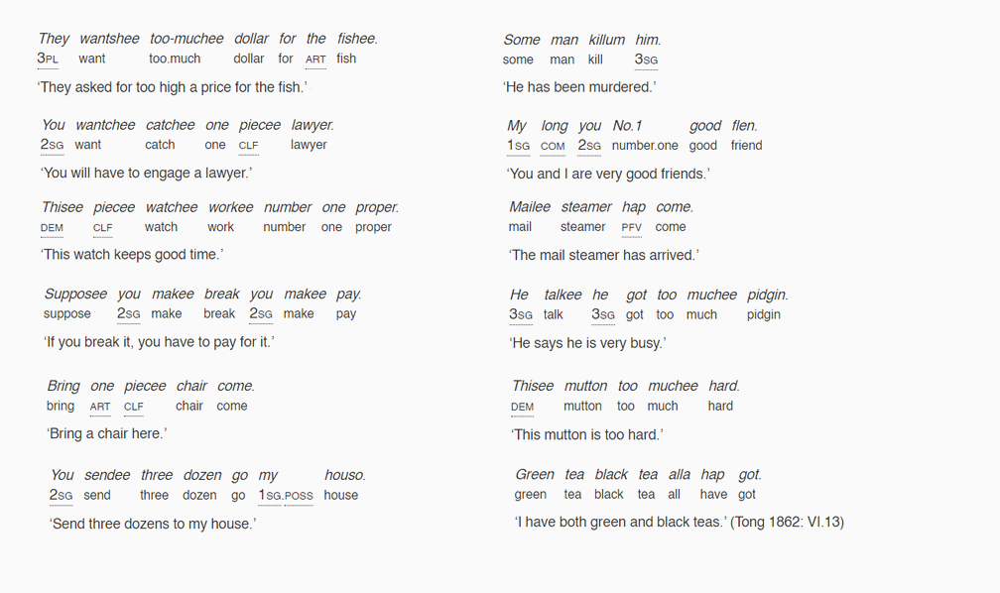 They wantshee too-muchee dollar for the fishee.
3PL want too.much dollar for ART fish
‘They asked for too high a price for the fish.’
You wantchee catchee one piecee lawyer.
2SG want catch one CLF lawyer
‘You will have to engage a lawyer.’
Thisee piecee watchee workee number one proper.
DEM CLF watch work number one proper
‘This watch keeps good time.’
Supposee you makee break you makee pay.
suppose 2SG make break 2SG make pay
‘If you break it, you have to pay for it.’
Bring one piecee chair come.
bring ART CLF chair come
‘Bring a chair here.’
You sendee three dozen go my houso.
2SG send three dozen go 1SG.POSS house
‘Send three dozens to my house.’
Some man killum him.
some man kill 3SG
‘He has been murdered.’
My long you No.1 good flen.
1SG COM 2SG number.one good friend
‘You and I are very good friends.’
Mailee steamer hap come.
mail steamer PFV come
‘The mail steamer has arrived.’
He talkee he got too muchee pidgin.
3SG talk 3SG got too much pidgin
‘He says he is very busy.’
Thisee mutton too muchee hard.
DEM mutton too much hard
‘This mutton is too hard.’
Green tea black tea alla hap got.
green tea black tea all have got
‘I have both green and black teas.’ (Tong 1862: VI.13)